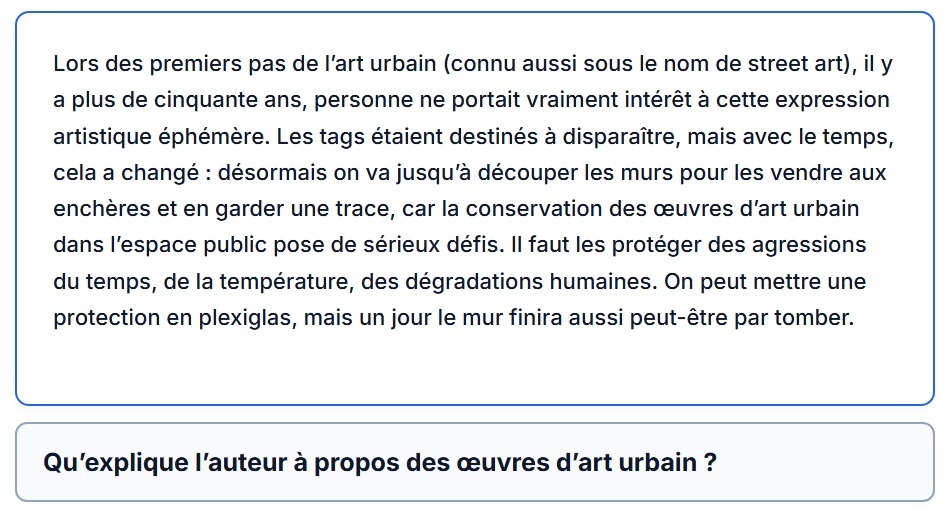 Lors des premiers pas de l’art urbain (connu aussi sous le nom de street art), il y
a plus de cinquante ans, personne ne portait vraiment intérêt à cette expression
artistique éphémère. Les tags étaient destinés à disparaître, mais avec le temps,
cela a changé : désormais on va jusqu’à découper les murs pour les vendre aux
enchères et en garder une trace, car la conservation des œuvres d’art urbain
dans l’espace public pose de sérieux défis. Il faut les protéger des agressions
du temps, de la température, des dégradations humaines. On peut mettre une
protection en plexiglas, mais un jour le mur finira aussi peut-être par tomber.
Qu’explique l’auteur à propos des œuvres d’art urbain ?